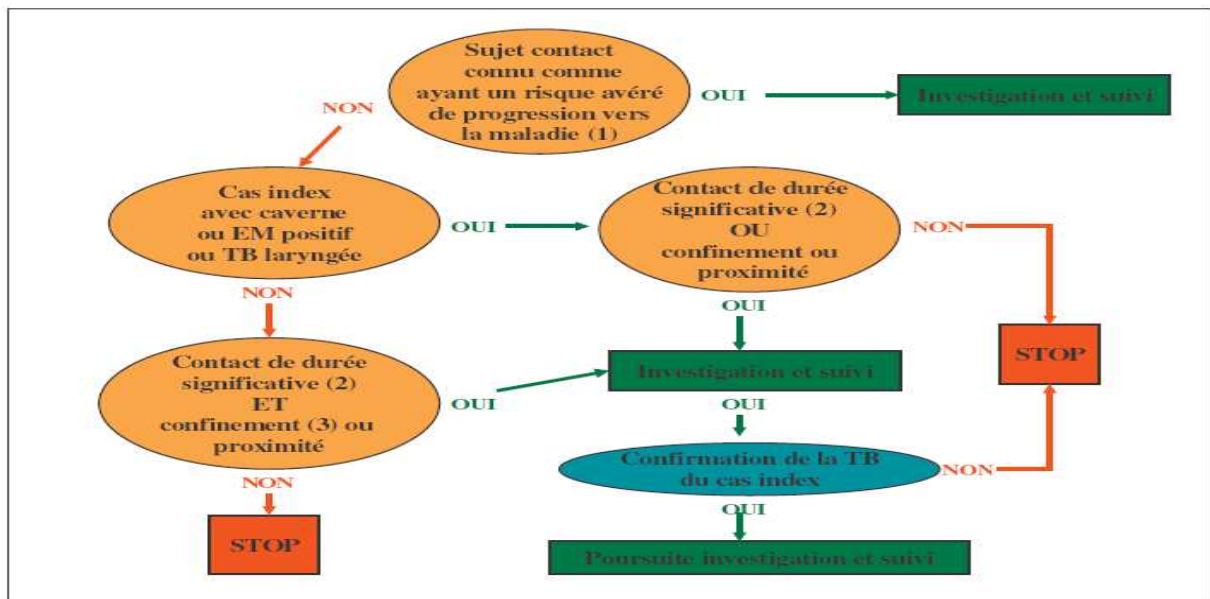 Sujet contact
connu comme
ayant un risque avéré
de progression vers
la maladie (1)
OUI
Investigation et suivi
NON
Cas index
avec caverne
ou EM positif
ou TB laryngée
OUI
Contact de durée
significative (2)
OU
confinement ou
proximité
NON
NON
OUI
STOP
Contact de durée
significative (2)
ET
confinement (3) ou
proximité
OUI
Investigation et suivi
OUI
Confirmation de la TB
du cas index
NON
NON
STOP
OUI
Poursuite investigation et suivi